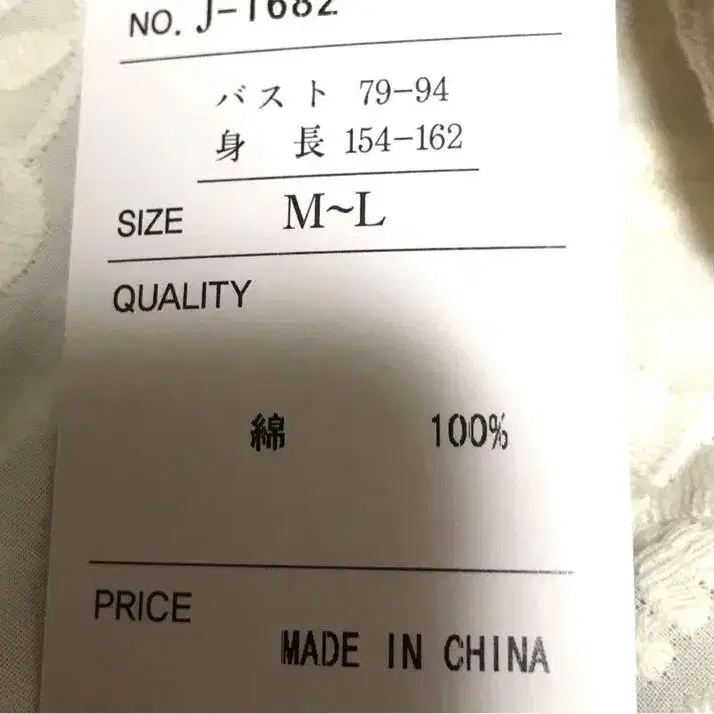 NO. J-1682
バスト 79-94
身 長 154-162
SIZE M~L
QUALITY
綿 100%
PRICE
MADE IN CHINA